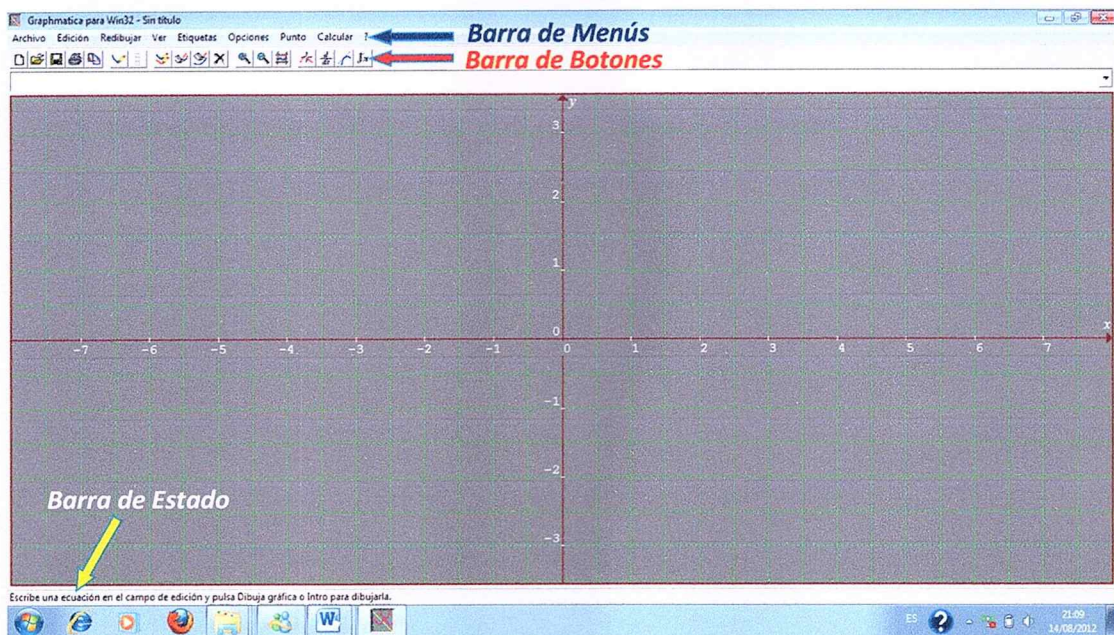 Graphmatica para Win32 - Sin título
Archivo Edición Redibujar Ver Etiquetas Opciones Punto Calcular ?
Barra de Menús
Barra de Botones
y
3
2
1
0
x
-7 -6 -5 -4 -3 -2 -1 0 1 2 3 4 5 6 7
-1
-2
Barra de Estado
-3
Escribe una ecuación en el campo de edición y pulsa Dibuja gráfica o Intro para dibujarla.
ES
21:09
14/08/2012